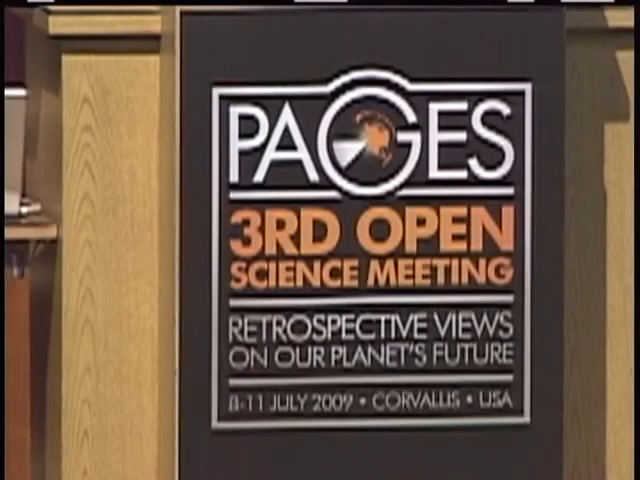 PAGES
3RD OPEN
SCIENCE MEETING
RETROSPECTIVE VIEWS
ON OUR PLANET'S FUTURE
8-11 JULY 2009 • CORVALLIS • USA